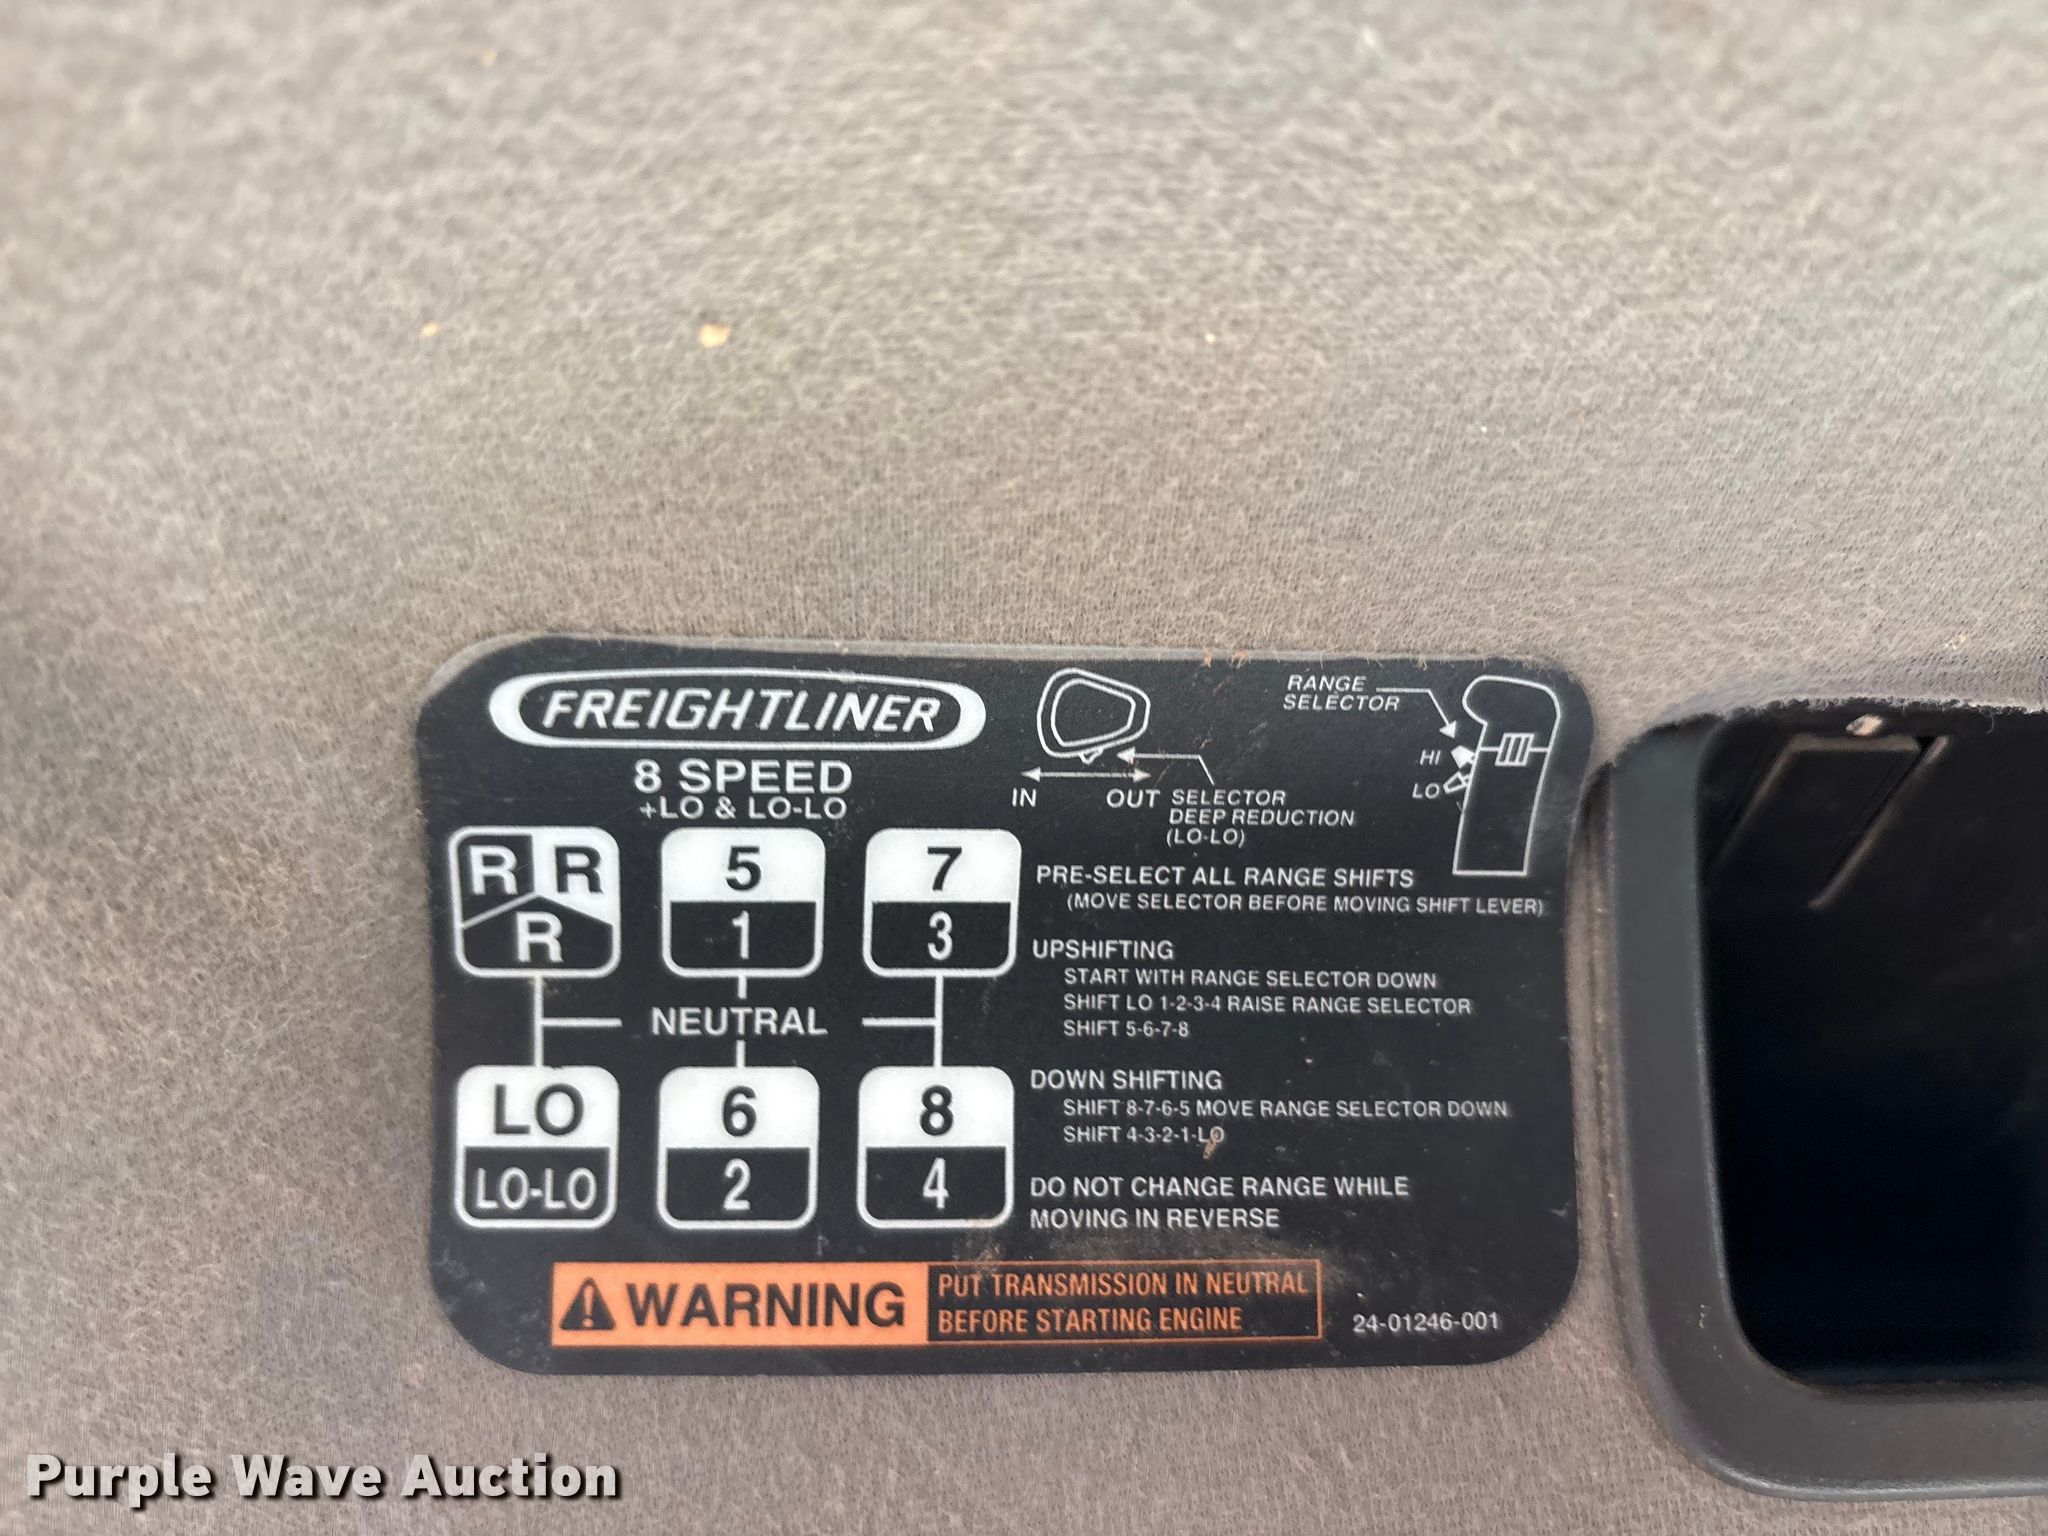 FREIGHTLINER
8 SPEED
+LO & LO-LO
R R
R
5
1
7
3
NEUTRAL
LO
LO-LO
6
2
8
4
IN
OUT
SELECTOR
DEEP REDUCTION
(LO-LO)
RANGE
SELECTOR
HI
LO
PRE-SELECT ALL RANGE SHIFTS
(MOVE SELECTOR BEFORE MOVING SHIFT LEVER)
UPSHIFTING
START WITH RANGE SELECTOR DOWN
SHIFT LO 1-2-3-4 RAISE RANGE SELECTOR
SHIFT 5-6-7-8
DOWN SHIFTING
SHIFT 8-7-6-5 MOVE RANGE SELECTOR DOWN
SHIFT 4-3-2-1-LO
DO NOT CHANGE RANGE WHILE
MOVING IN REVERSE
WARNING
PUT TRANSMISSION IN NEUTRAL
BEFORE STARTING ENGINE
24-01246-001
Purple Wave Auction